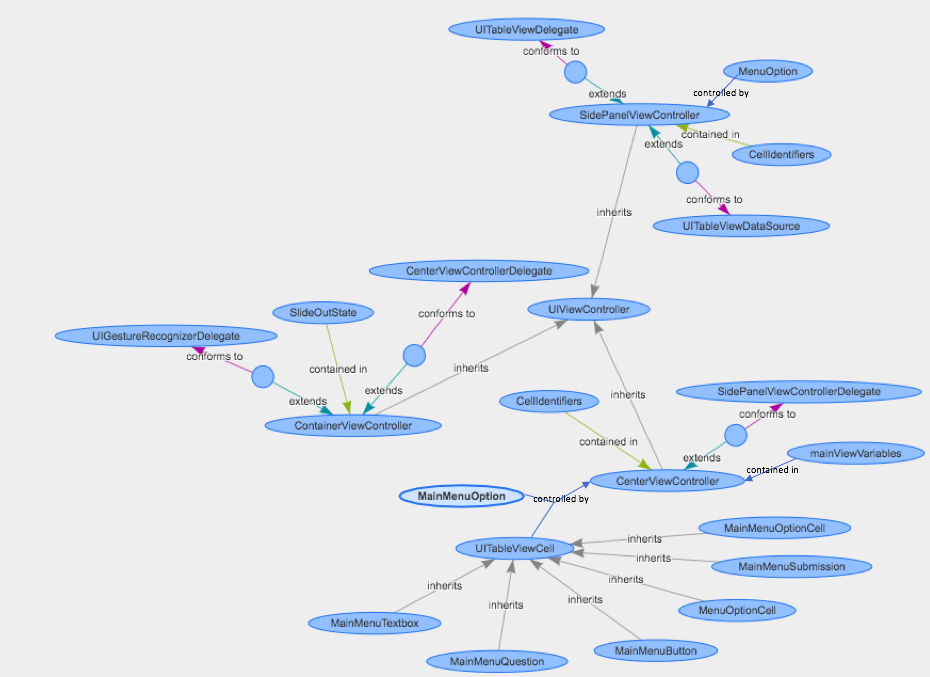 UITableViewDelegate
conforms to
MenuOption
extends
controlled by
SidePanelViewController
contained in
extends
CellIdentifiers
conforms to
inherits
UITableViewDataSource
CenterViewControllerDelegate
SlideOutState
UIViewController
conforms to
UIGestureRecognizerDelegate
conforms to
contained in
inherits
extends
extends
inherits
SidePanelViewControllerDelegate
CellIdentifiers
conforms to
ContainerViewController
contained in
mainViewVariables
extends
contained in
CenterViewController
MainMenuOption
controlled by
MainMenuOptionCell
inherits
UITableViewCell
inherits
MainMenuSubmission
inherits
inherits
inherits
inherits
MenuOptionCell
MainMenuTextbox
MainMenuButton
MainMenuQuestion